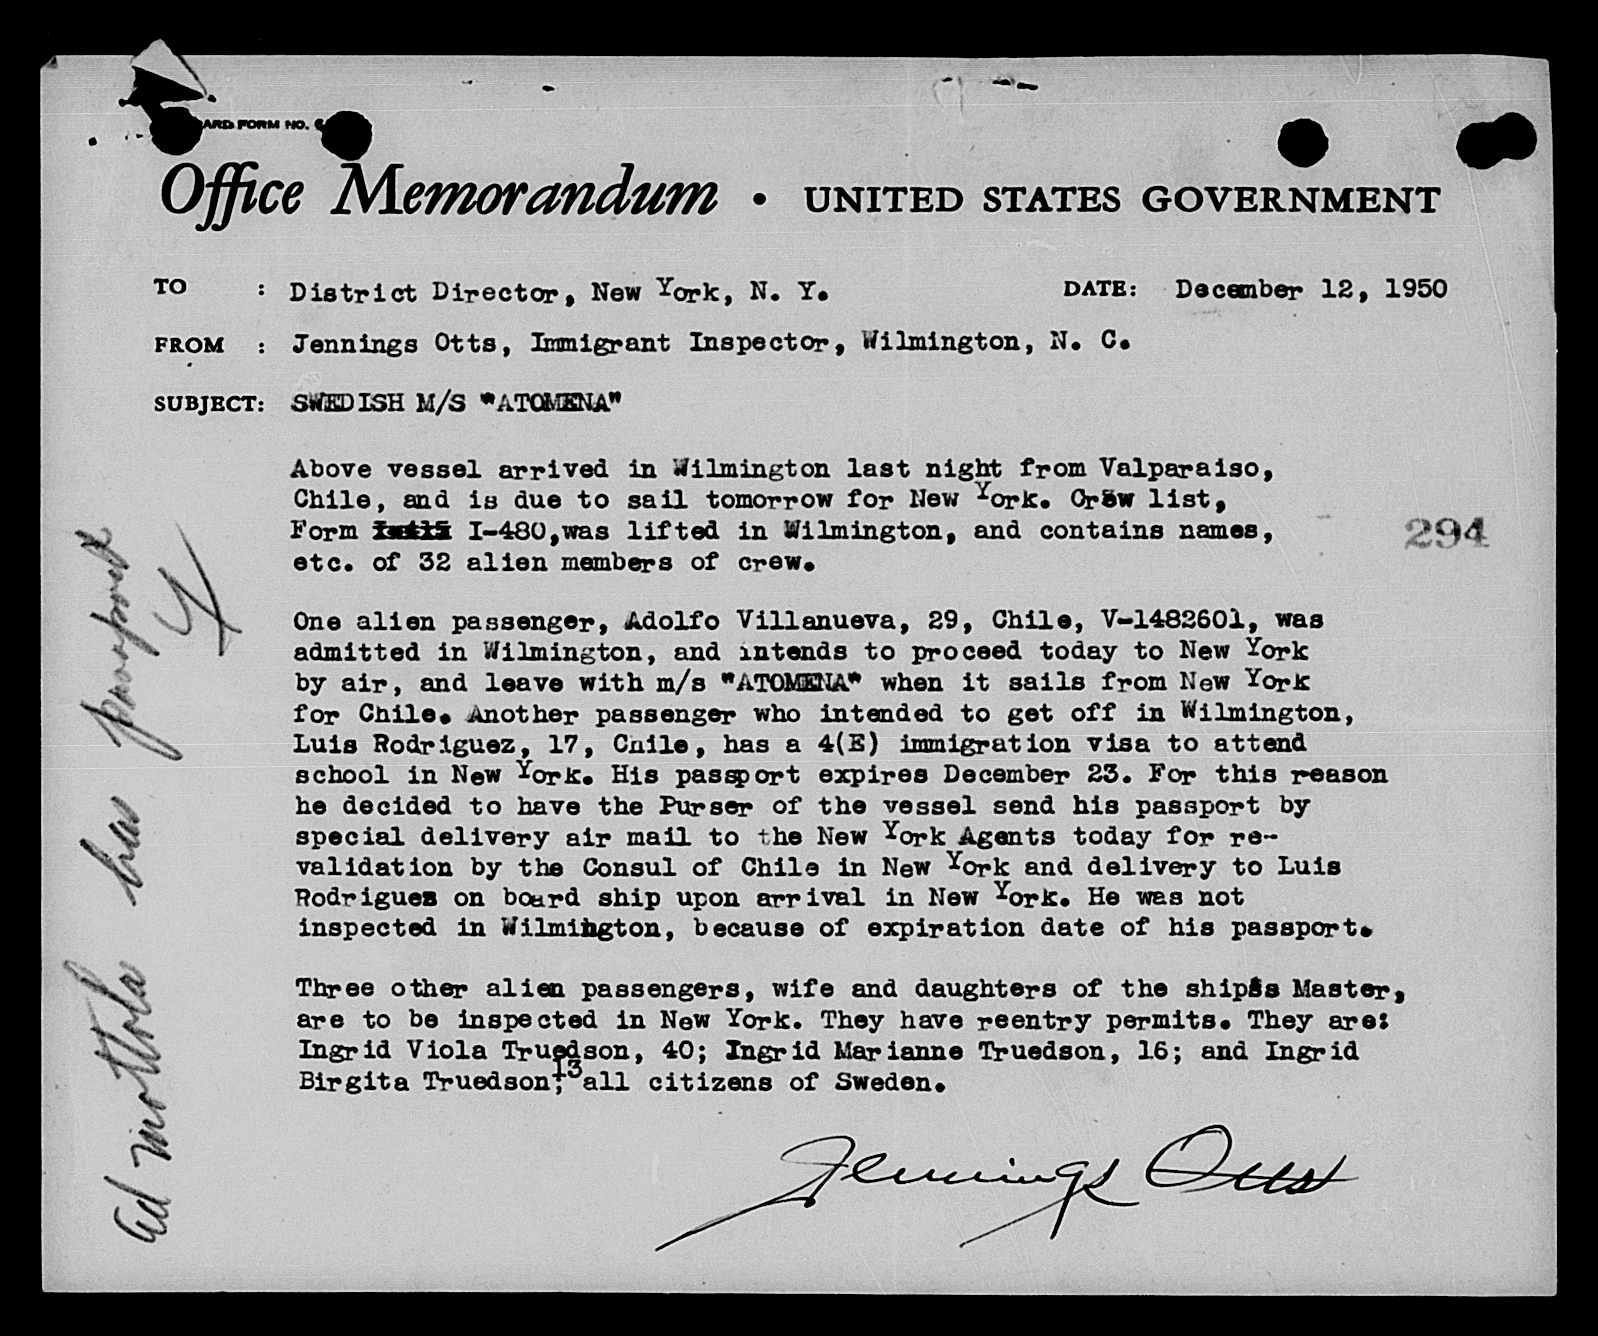 ARD FORM NO. 6
Office Memorandum • UNITED STATES GOVERNMENT
TO : District Director, New York, N. Y. DATE: December 12, 1950
FROM : Jennings Otts, Immigrant Inspector, Wilmington, N. C.
SUBJECT: SWEDISH M/S "ATOMENA"
Above vessel arrived in Wilmington last night from Valparaiso,
Chile, and is due to sail tomorrow for New York. Crew list,
Form I-480,was lifted in Wilmington, and contains names,
etc. of 32 alien members of crew.
294
One alien passenger, Adolfo Villanueva, 29, Chile, V-1482601, was
admitted in Wilmington, and intends to proceed today to New York
by air, and leave with m/s "ATOMENA" when it sails from New York
for Chile. Another passenger who intended to get off in Wilmington,
Luis Rodriguez, 17, Chile, has a 4(E) immigration visa to attend
school in New York. His passport expires December 23. For this reason
he decided to have the Purser of the vessel send his passport by
special delivery air mail to the New York Agents today for re-
validation by the Consul of Chile in New York and delivery to Luis
Rodriguez on board ship upon arrival in New York. He was not
inspected in Wilmington, because of expiration date of his passport.
Three other alien passengers, wife and daughters of the ship's Master,
are to be inspected in New York. They have reentry permits. They are:
Ingrid Viola Truedson, 40; Ingrid Marianne Truedson, 16; and Ingrid
Birgita Truedson, 13; all citizens of Sweden.
Jennings Otts
Ed Mottola has passport